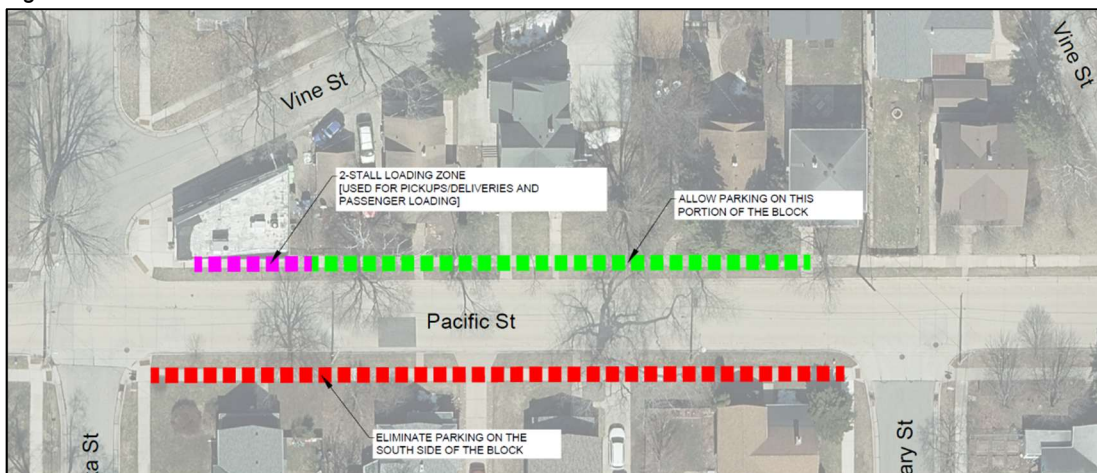 Vine St
Vine St
2-STALL LOADING ZONE
[USED FOR PICKUPS/DELIVERIES AND
PASSENGER LOADING]
ALLOW PARKING ON THIS
PORTION OF THE BLOCK
Pacific St
ELIMINATE PARKING ON THE
SOUTH SIDE OF THE BLOCK
St
St